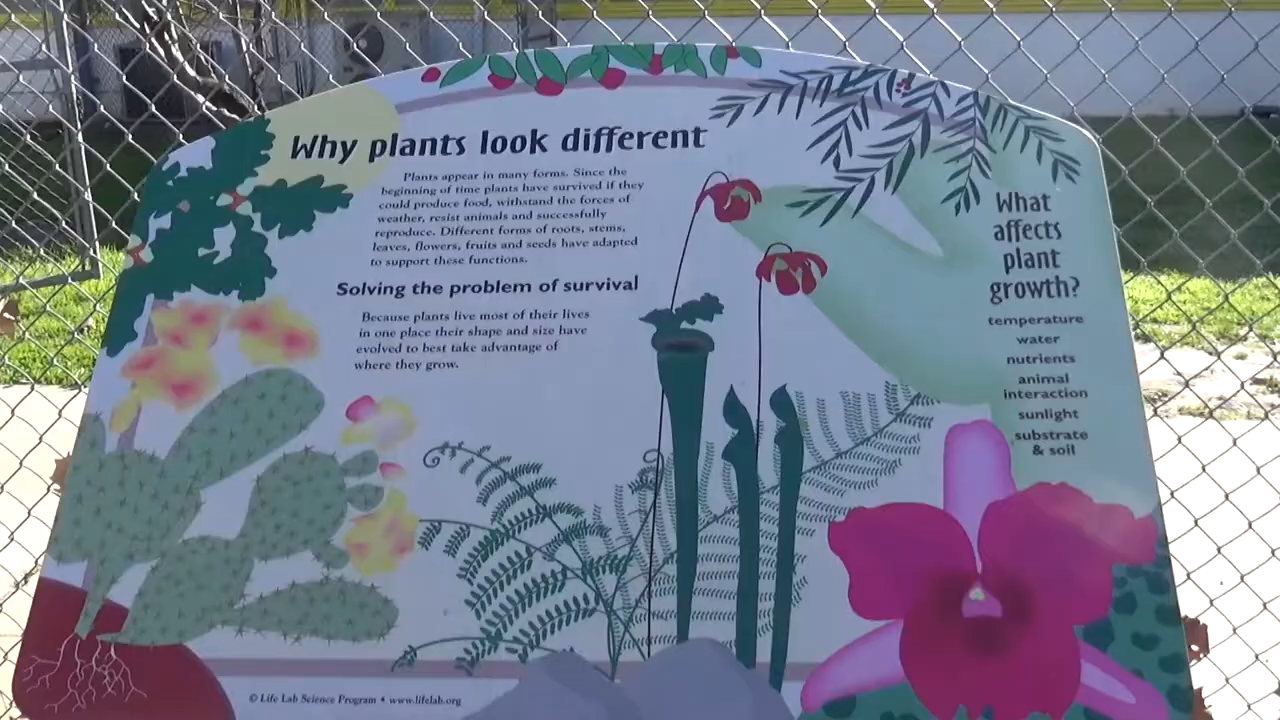 Why plants look different
Plants appear in many forms. Since the
beginning of time plants have survived if they
could produce food, withstand the forces of
weather, resist animals and successfully
reproduce. Different forms of roots, stems,
leaves, flowers, fruits and seeds have adapted
to support these functions.
Solving the problem of survival
Because plants live most of their lives
in one place their shape and size have
evolved to best take advantage of
where they grow.
What
affects
plant
growth?
temperature
water
nutrients
animal
interaction
sunlight
substrate
& soil
© Life Lab Science Program • www.lifelab.org